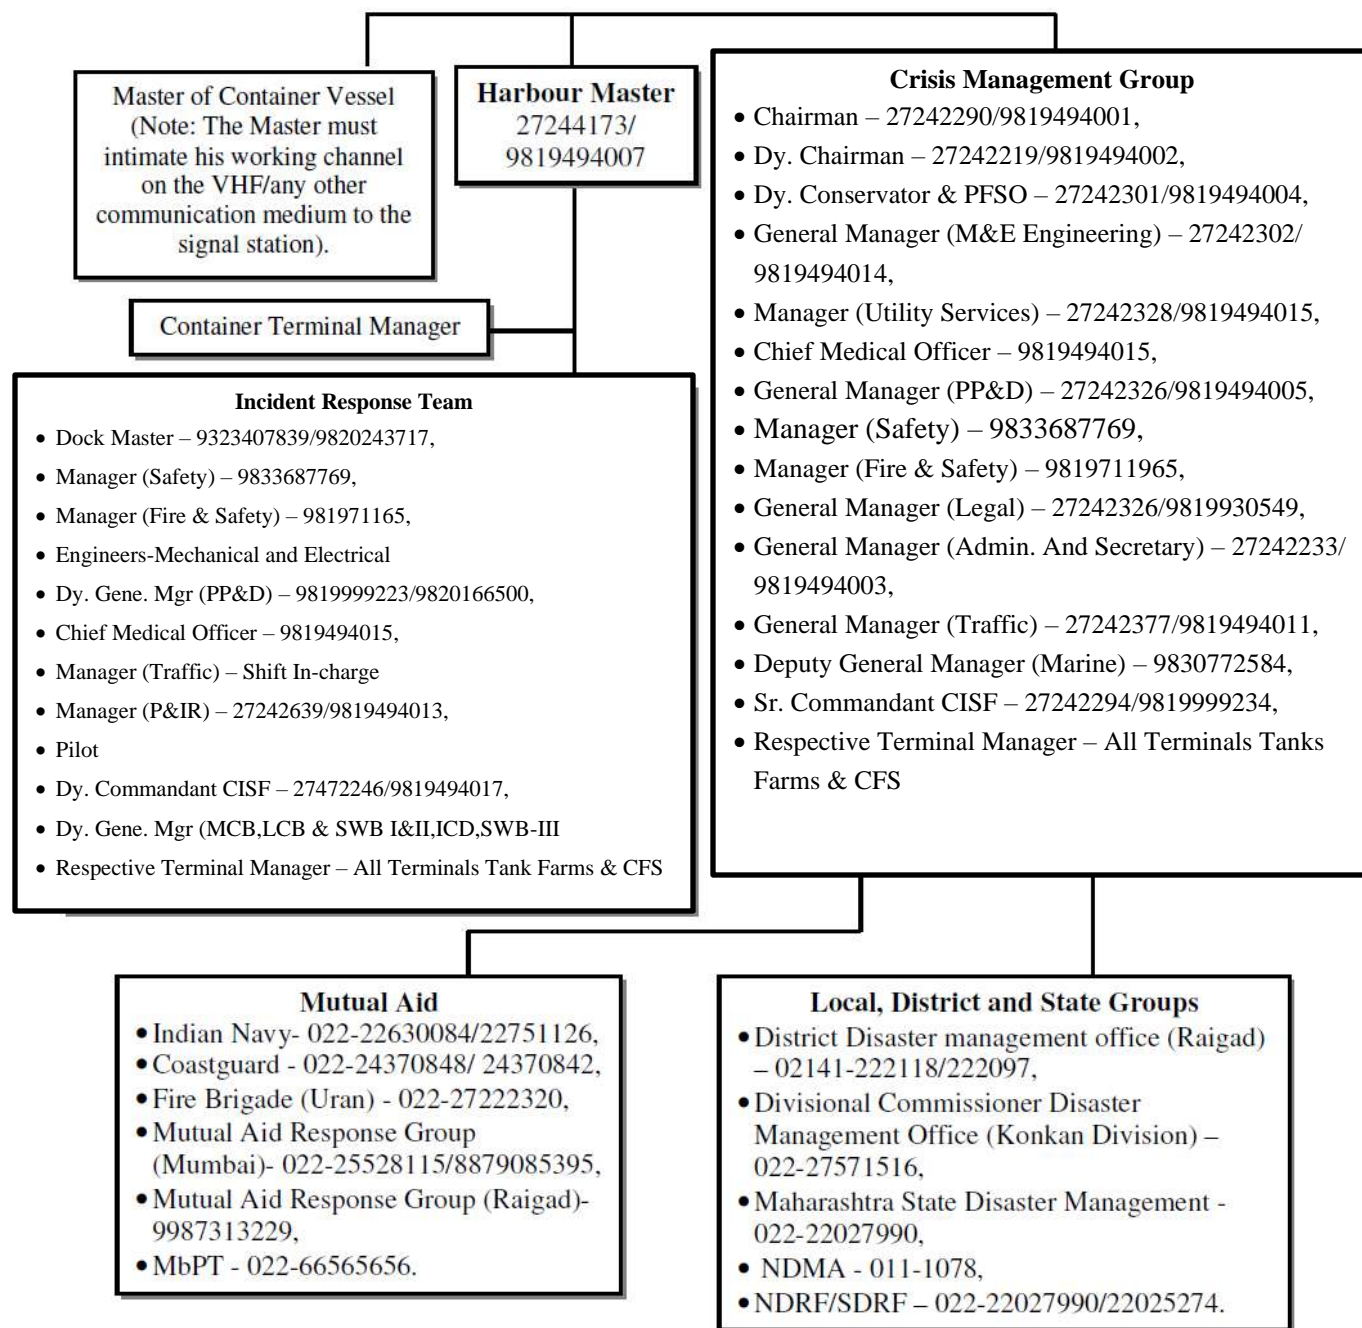 Master of Container Vessel
(Note: The Master must
intimate his working channel
on the VHF/any other
communication medium to the
signal station).
Harbour Master
27244173/
9819494007
Crisis Management Group
• Chairman – 27242290/9819494001,
• Dy. Chairman – 27242219/9819494002,
• Dy. Conservator & PFSO – 27242301/9819494004,
• General Manager (M&E Engineering) – 27242302/
9819494014,
• Manager (Utility Services) – 27242328/9819494015,
• Chief Medical Officer – 9819494015,
• General Manager (PP&D) – 27242326/9819494005,
• Manager (Safety) – 9833687769,
• Manager (Fire & Safety) – 9819711965,
• General Manager (Legal) – 27242326/9819930549,
• General Manager (Admin. And Secretary) – 27242233/
9819494003,
• General Manager (Traffic) – 27242377/9819494011,
• Deputy General Manager (Marine) – 9830772584,
• Sr. Commandant CISF – 27242294/9819999234,
• Respective Terminal Manager – All Terminals Tanks
Farms & CFS
Container Terminal Manager
Incident Response Team
• Dock Master – 9323407839/9820243717,
• Manager (Safety) – 9833687769,
• Manager (Fire & Safety) – 981971165,
• Engineers-Mechanical and Electrical
• Dy. Gene. Mgr (PP&D) – 9819999223/9820166500,
• Chief Medical Officer – 9819494015,
• Manager (Traffic) – Shift In-charge
• Manager (P&IR) – 27242639/9819494013,
• Pilot
• Dy. Commandant CISF – 27472246/9819494017,
• Dy. Gene. Mgr (MCB,LCB & SWB I&II,ICD,SWB-III
• Respective Terminal Manager – All Terminals Tank Farms & CFS
Mutual Aid
• Indian Navy- 022-22630084/22751126,
• Coastguard - 022-24370848/ 24370842,
• Fire Brigade (Uran) - 022-27222320,
• Mutual Aid Response Group
(Mumbai)- 022-25528115/8879085395,
• Mutual Aid Response Group (Raigad)-
9987313229,
• MbPT - 022-66565656.
Local, District and State Groups
• District Disaster management office (Raigad)
– 02141-222118/222097,
• Divisional Commissioner Disaster
Management Office (Konkan Division) –
022-27571516,
• Maharashtra State Disaster Management -
022-22027990,
• NDMA - 011-1078,
• NDRF/SDRF – 022-22027990/22025274.